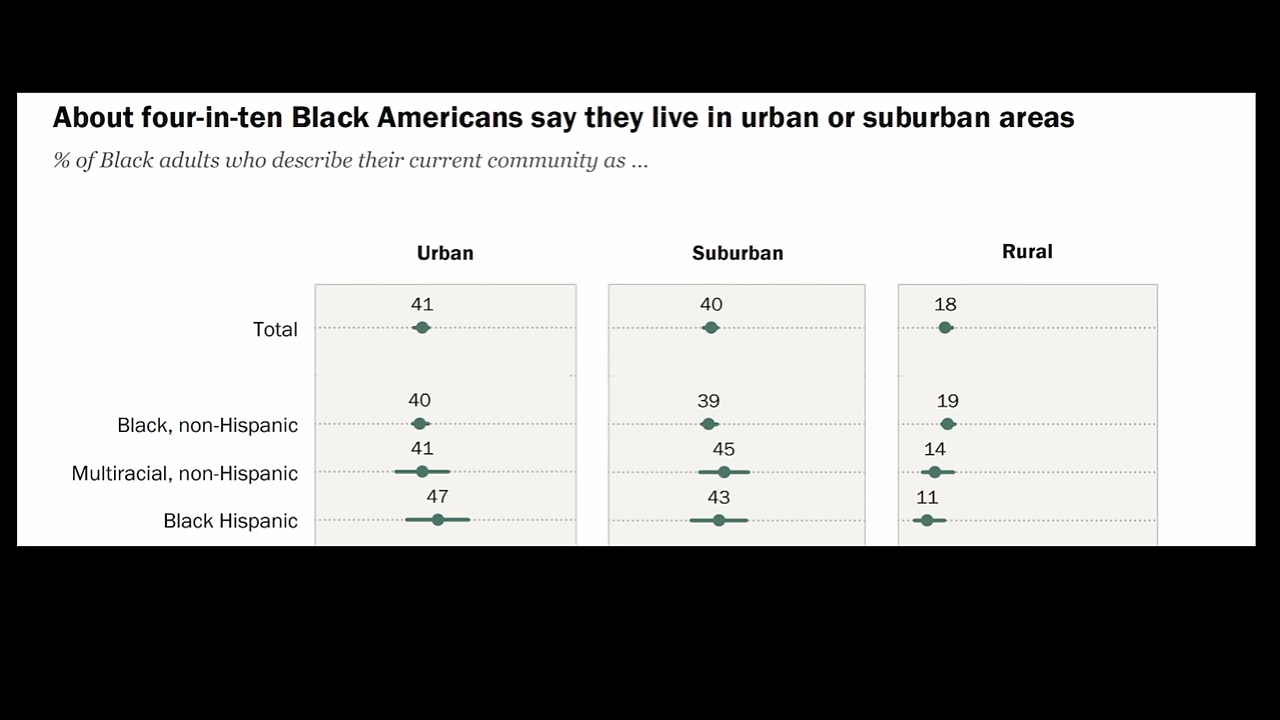 About four-in-ten Black Americans say they live in urban or suburban areas
% of Black adults who describe their current community as ...
Urban Suburban Rural
Total 41 40 18
Black, non-Hispanic 40 39 19
Multiracial, non-Hispanic 41 45 14
Black Hispanic 47 43 11